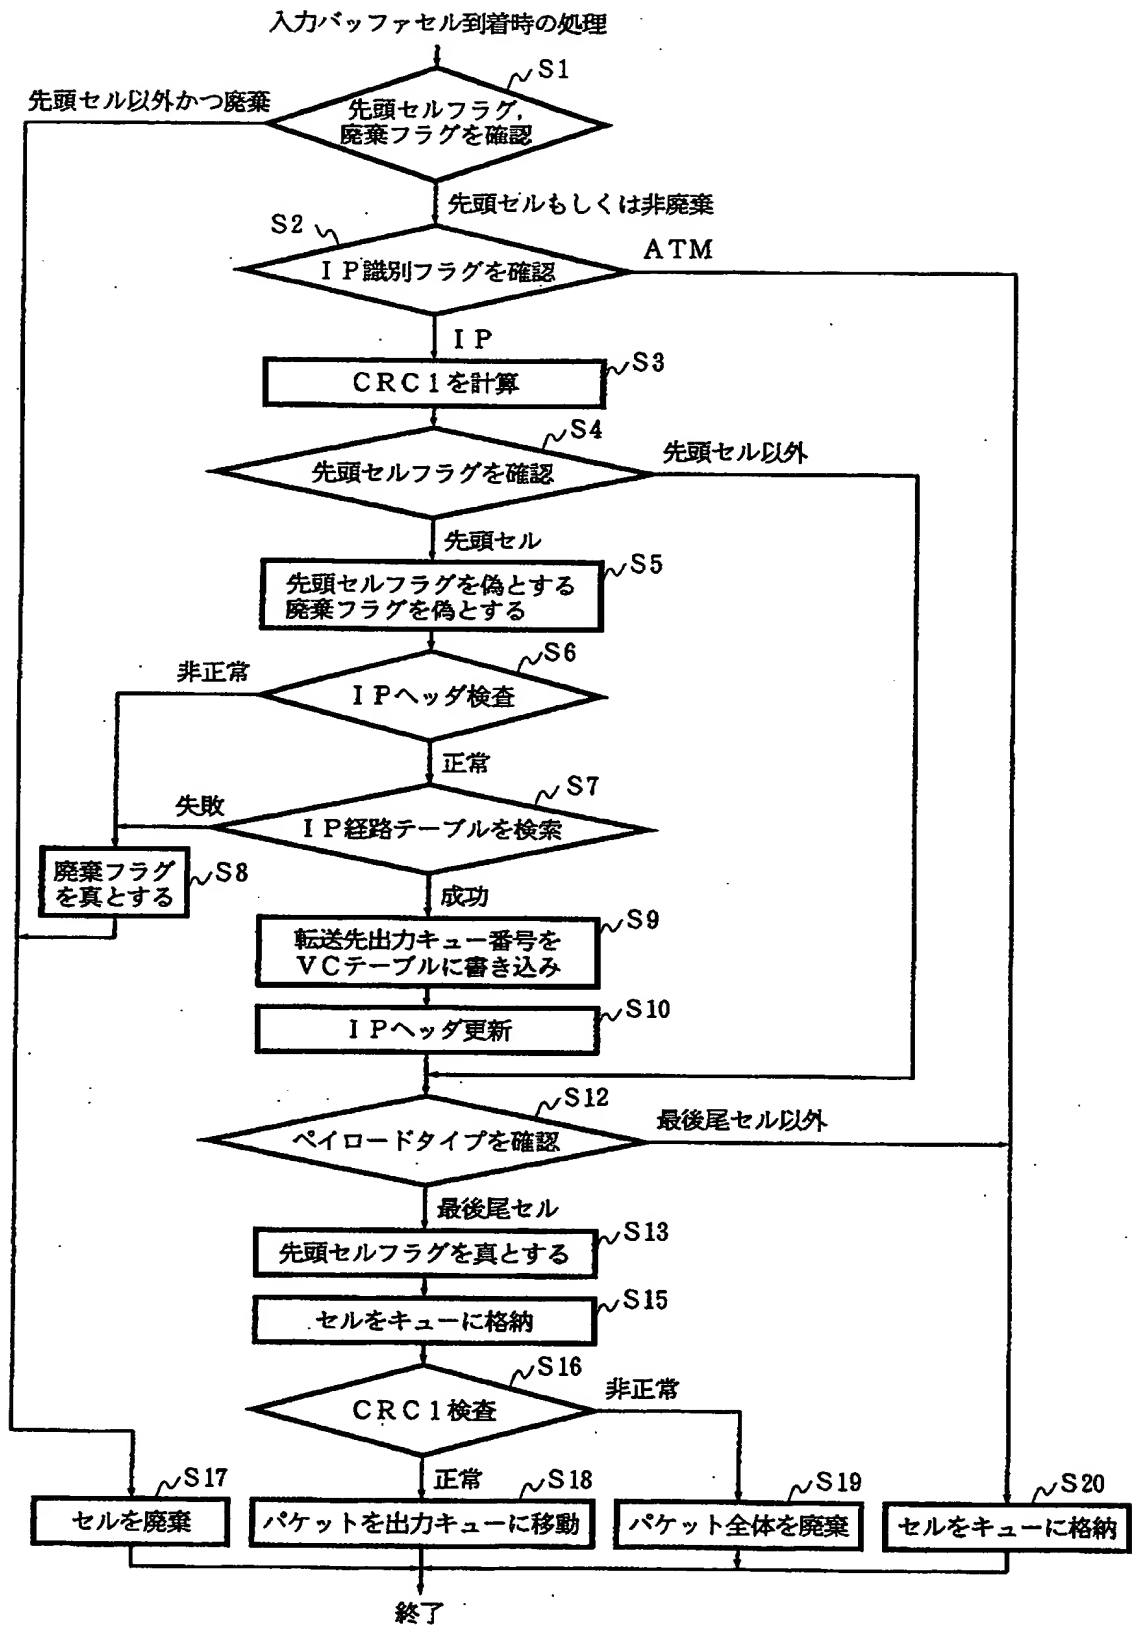 入力バッファセル到着時の処理
S1
先頭セル以外かつ廃棄
先頭セルフラグ,
廃棄フラグを確認
先頭セルもしくは非廃棄
S2
IP識別フラグを確認
ATM
IP
S3
CRC1を計算
S4
先頭セルフラグを確認
先頭セル以外
先頭セル
S5
先頭セルフラグを偽とする
廃棄フラグを偽とする
S6
非正常
IPヘッダ検査
正常
S7
失敗
IP経路テーブルを検索
S8
廃棄フラグ
を真とする
成功
S9
転送先出力キュー番号を
VCテーブルに書き込み
S10
IPヘッダ更新
S12
ペイロードタイプを確認
最後尾セル以外
最後尾セル
S13
先頭セルフラグを真とする
S15
セルをキューに格納
S16
CRC1検査
非正常
正常
S17
セルを廃棄
S18
パケットを出力キューに移動
S19
パケット全体を廃棄
S20
セルをキューに格納
終了